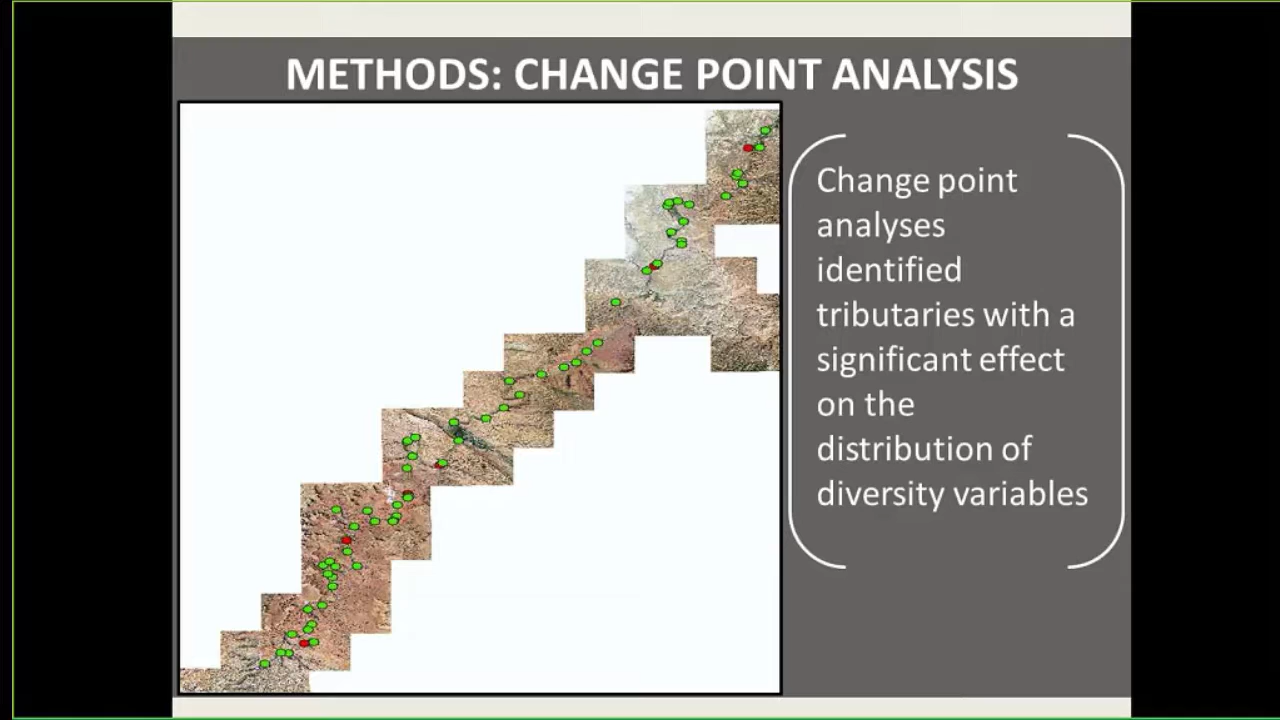 METHODS: CHANGE POINT ANALYSIS
Change point
analyses
identified
tributaries with a
significant effect
on the
distribution of
diversity variables